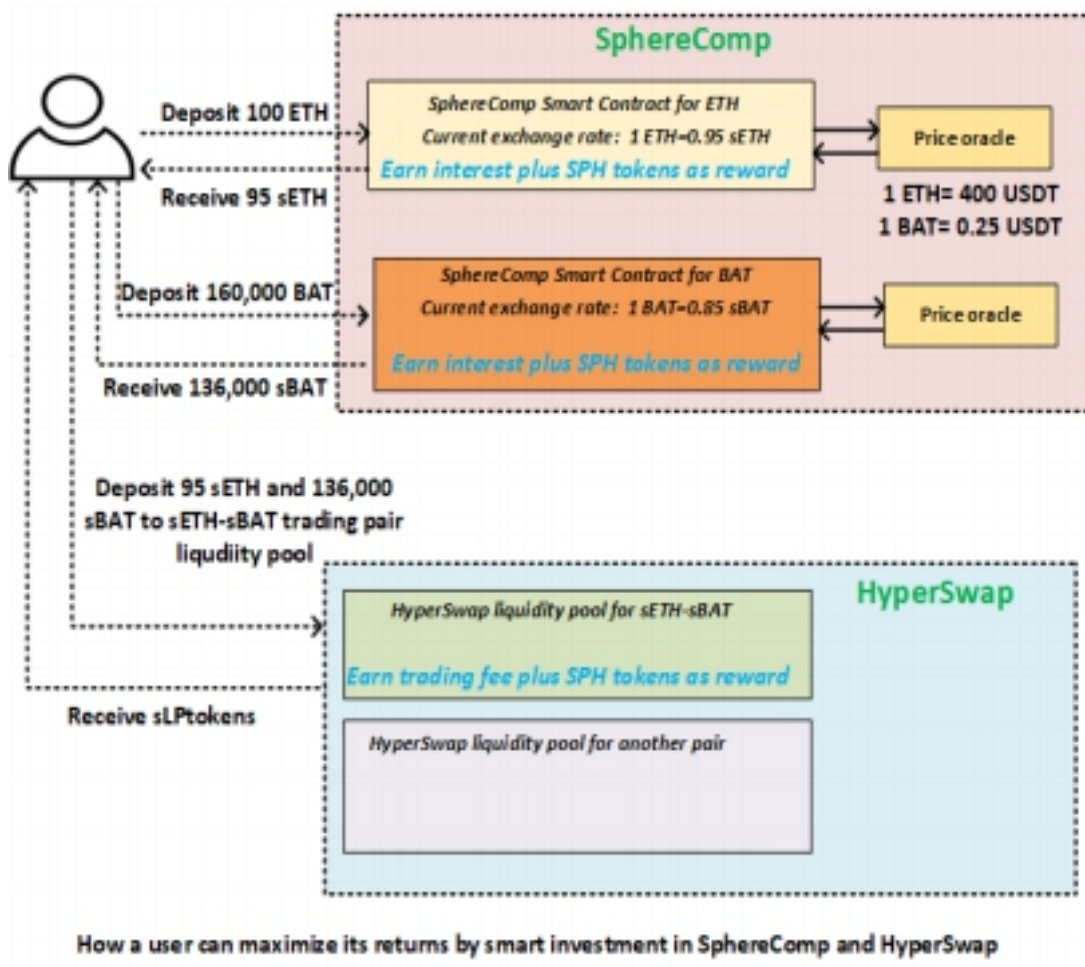 SphereComp
Deposit 100 ETH
Receive 95 sETH
SphereComp Smart Contract for ETH
Current exchange rate: 1 ETH=0.95 sETH
Earn interest plus SPH tokens as reward
Price oracle
1 ETH= 400 USDT
1 BAT= 0.25 USDT
Deposit 160,000 BAT
Receive 136,000 sBAT
SphereComp Smart Contract for BAT
Current exchange rate: 1 BAT=0.85 sBAT
Earn interest plus SPH tokens as reward
Price oracle
Deposit 95 sETH and 136,000
sBAT to sETH-sBAT trading pair
liqudiity pool
HyperSwap
HyperSwap liquidity pool for sETH-sBAT
Earn trading fee plus SPH tokens as reward
Receive sLPtokens
HyperSwap liquidity pool for another pair
How a user can maximize its returns by smart investment in SphereComp and HyperSwap